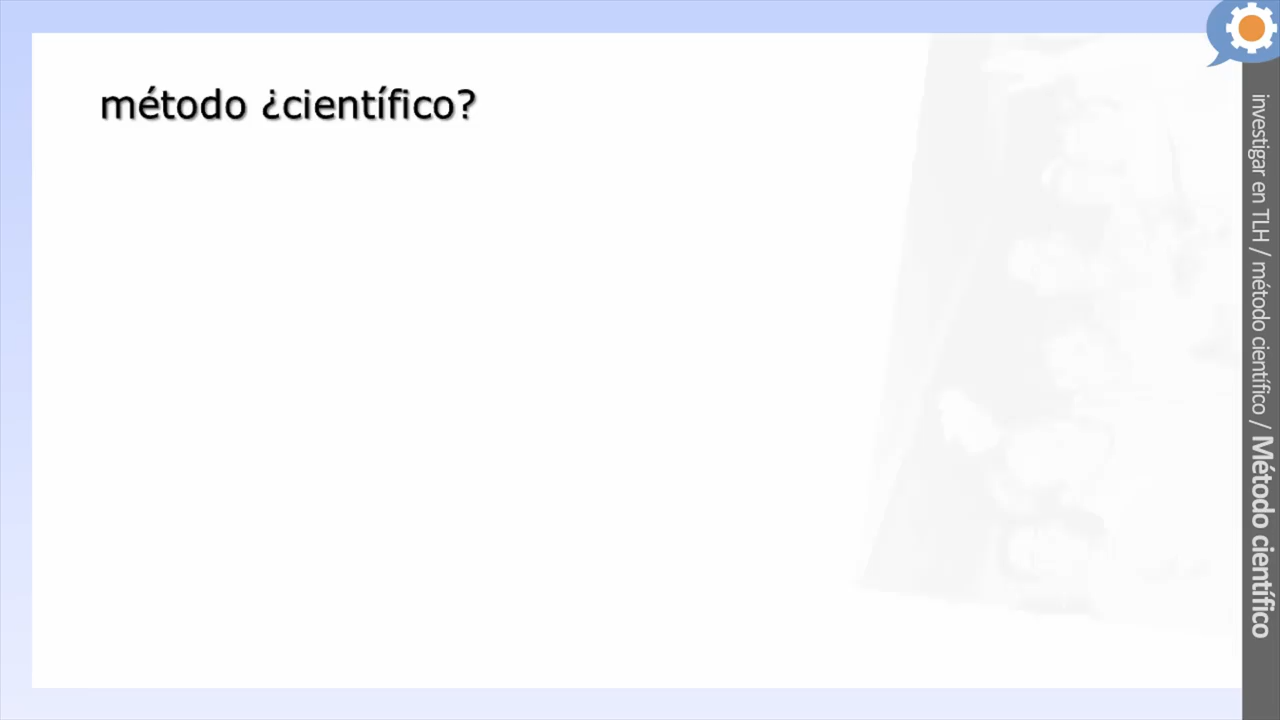 método ¿científico?
investigar en TLH / método científico / Método científico